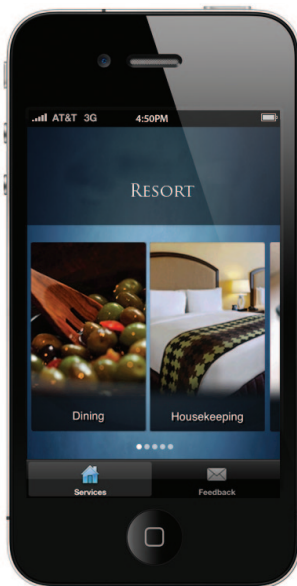 AT&T 3G 4:50PM
RESORT
Dining Housekeeping
Services Feedback